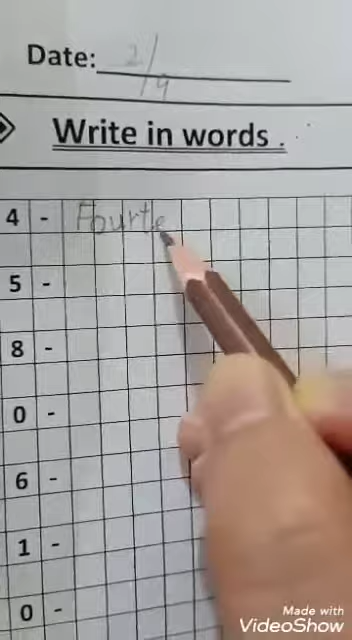 Date: 2/9
Write in words .
4 - Fourte
5 -
8 -
0 -
6 -
1 -
0 -
Made with
VideoShow